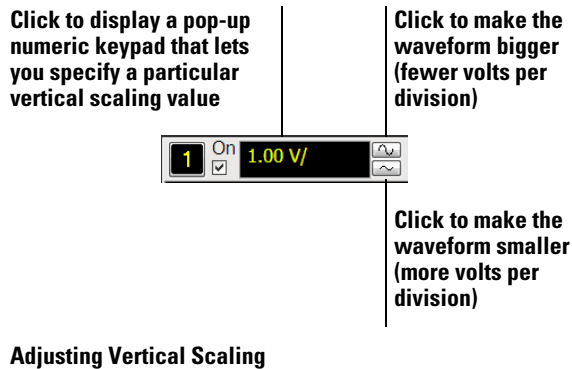 Click to display a pop-up
numeric keypad that lets
you specify a particular
vertical scaling value
Click to make the
waveform bigger
(fewer volts per
division)
1 On 1.00 V/
Click to make the
waveform smaller
(more volts per
division)
Adjusting Vertical Scaling